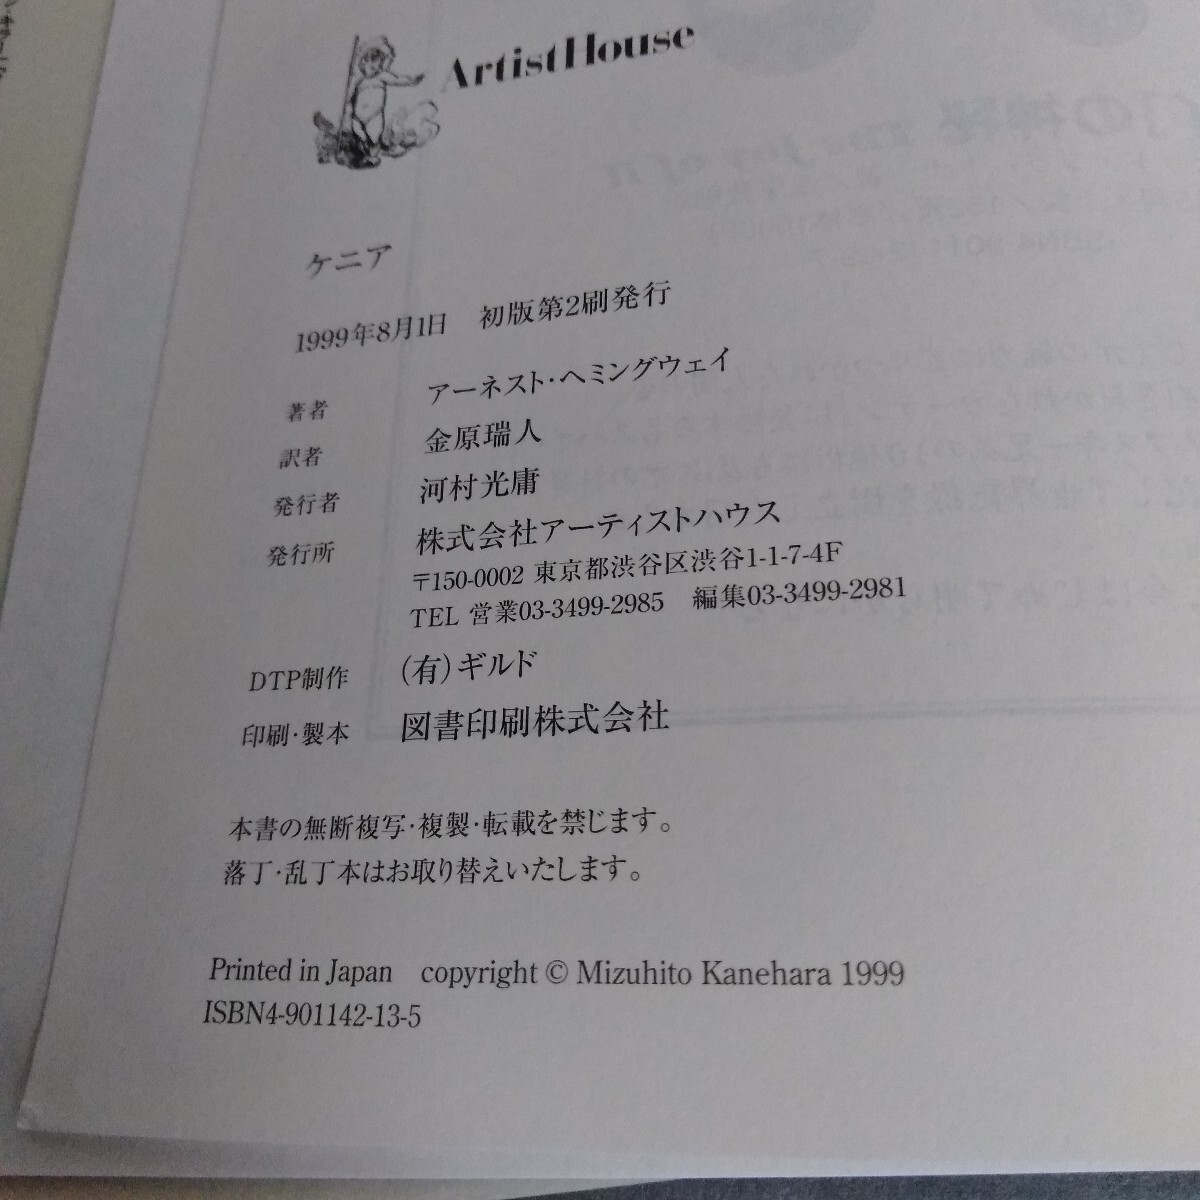 ArtistHouse
ケニア
1999年8月1日 初版第2刷発行
著者 アーネスト・ヘミングウェイ
訳者 金原瑞人
発行者 河村光庸
発行所 株式会社アーティストハウス
〒150-0002 東京都渋谷区渋谷1-1-7-4F
TEL 営業03-3499-2985 編集03-3499-2981
DTP制作 (有)ギルド
印刷・製本 図書印刷株式会社
本書の無断複写・複製・転載を禁じます。
落丁・乱丁本はお取り替えいたします。
Printed in Japan copyright © Mizuhito Kanehara 1999
ISBN4-901142-13-5